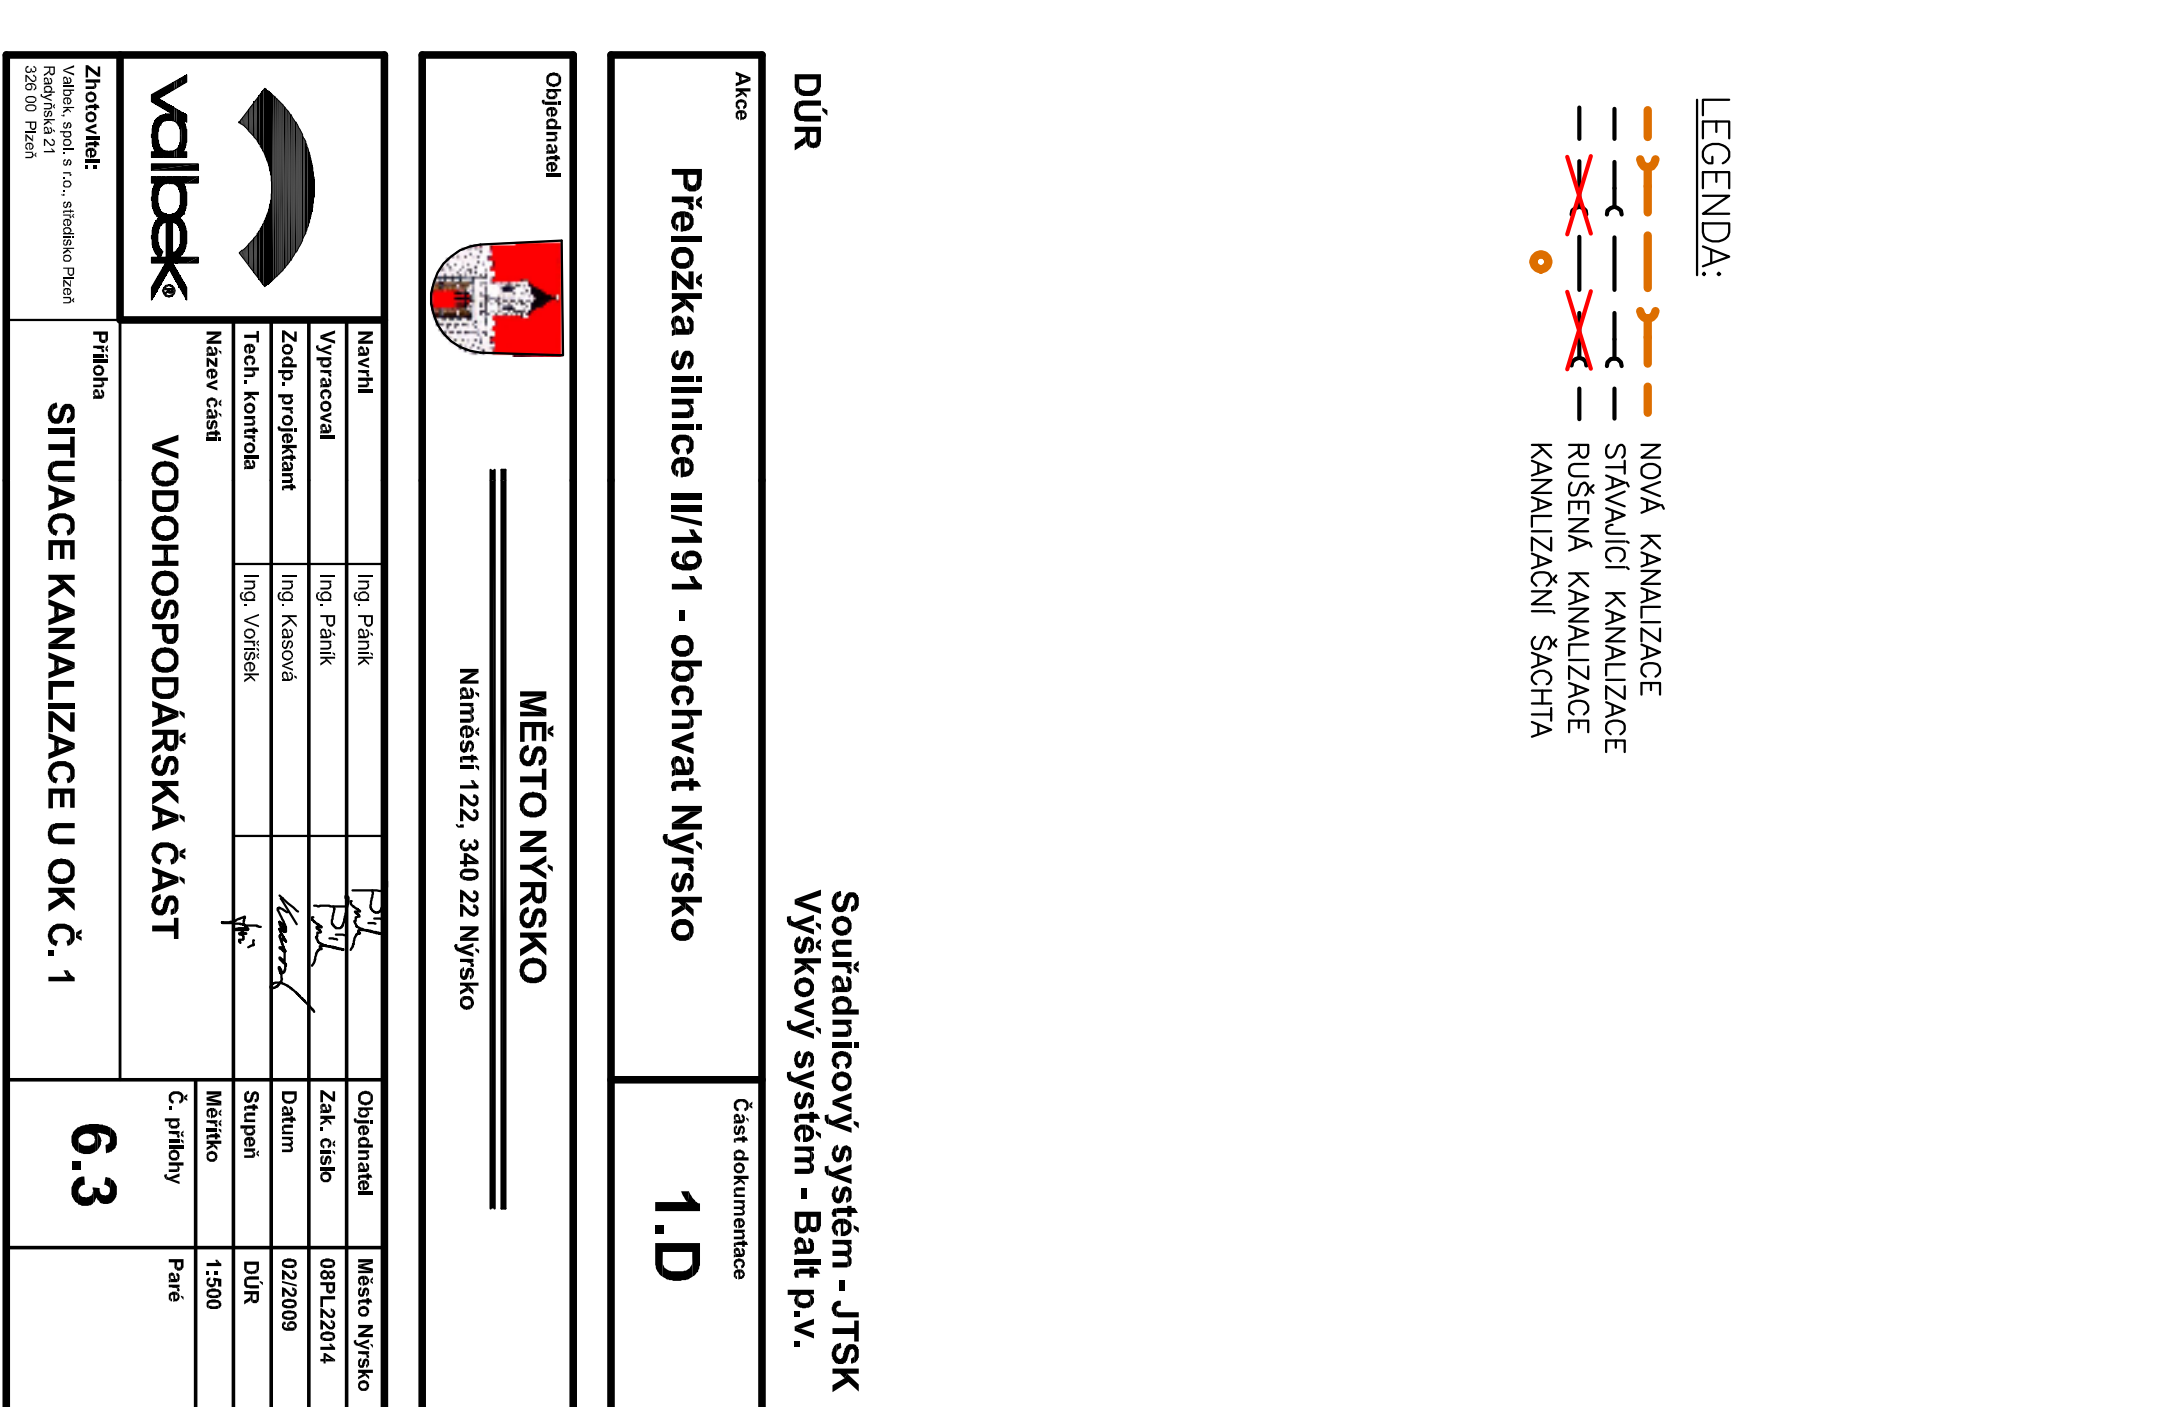 LEGENDA:
NOVÁ KANALIZACE
STÁVAJÍCÍ KANALIZACE
RUŠENÁ KANALIZACE
KANALIZAČNÍ ŠACHTA
Souřadnicový systém - JTSK
DÚR
Výškový systém - Balt p.v.
Akce
Část dokumentace
Přeložka silnice II/191 - obchvat Nýrsko
1.D
Objednatel
MĚSTO NÝRSKO
Náměstí 122, 340 22 Nýrsko
valbek®
Navrhl
Ing. Páník
Objednatel
Město Nýrsko
Vypracoval
Ing. Páník
Zak. číslo
08PL22014
Zodp. projektant
Ing. Kasová
Datum
02/2009
Tech. kontrola
Ing. Voříšek
Stupeň
DÚR
Název části
Měřítko
1:500
VODOHOSPODÁŘSKÁ ČÁST
Č. přílohy
Paré
Zhotovitel:
Valbek, spol. s r.o., středisko Plzeň
Radyňská 21
326 00 Plzeň
Příloha
SITUACE KANALIZACE U OK Č. 1
6.3